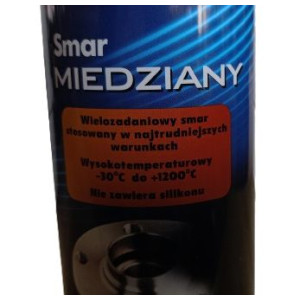 Smar
MIEDZIANY
Wielozadaniowy smar
stosowany w najtrudniejszych
warunkach
Wysokotemperaturowy
-30°C do +1200°C
Nie zawiera silikonu